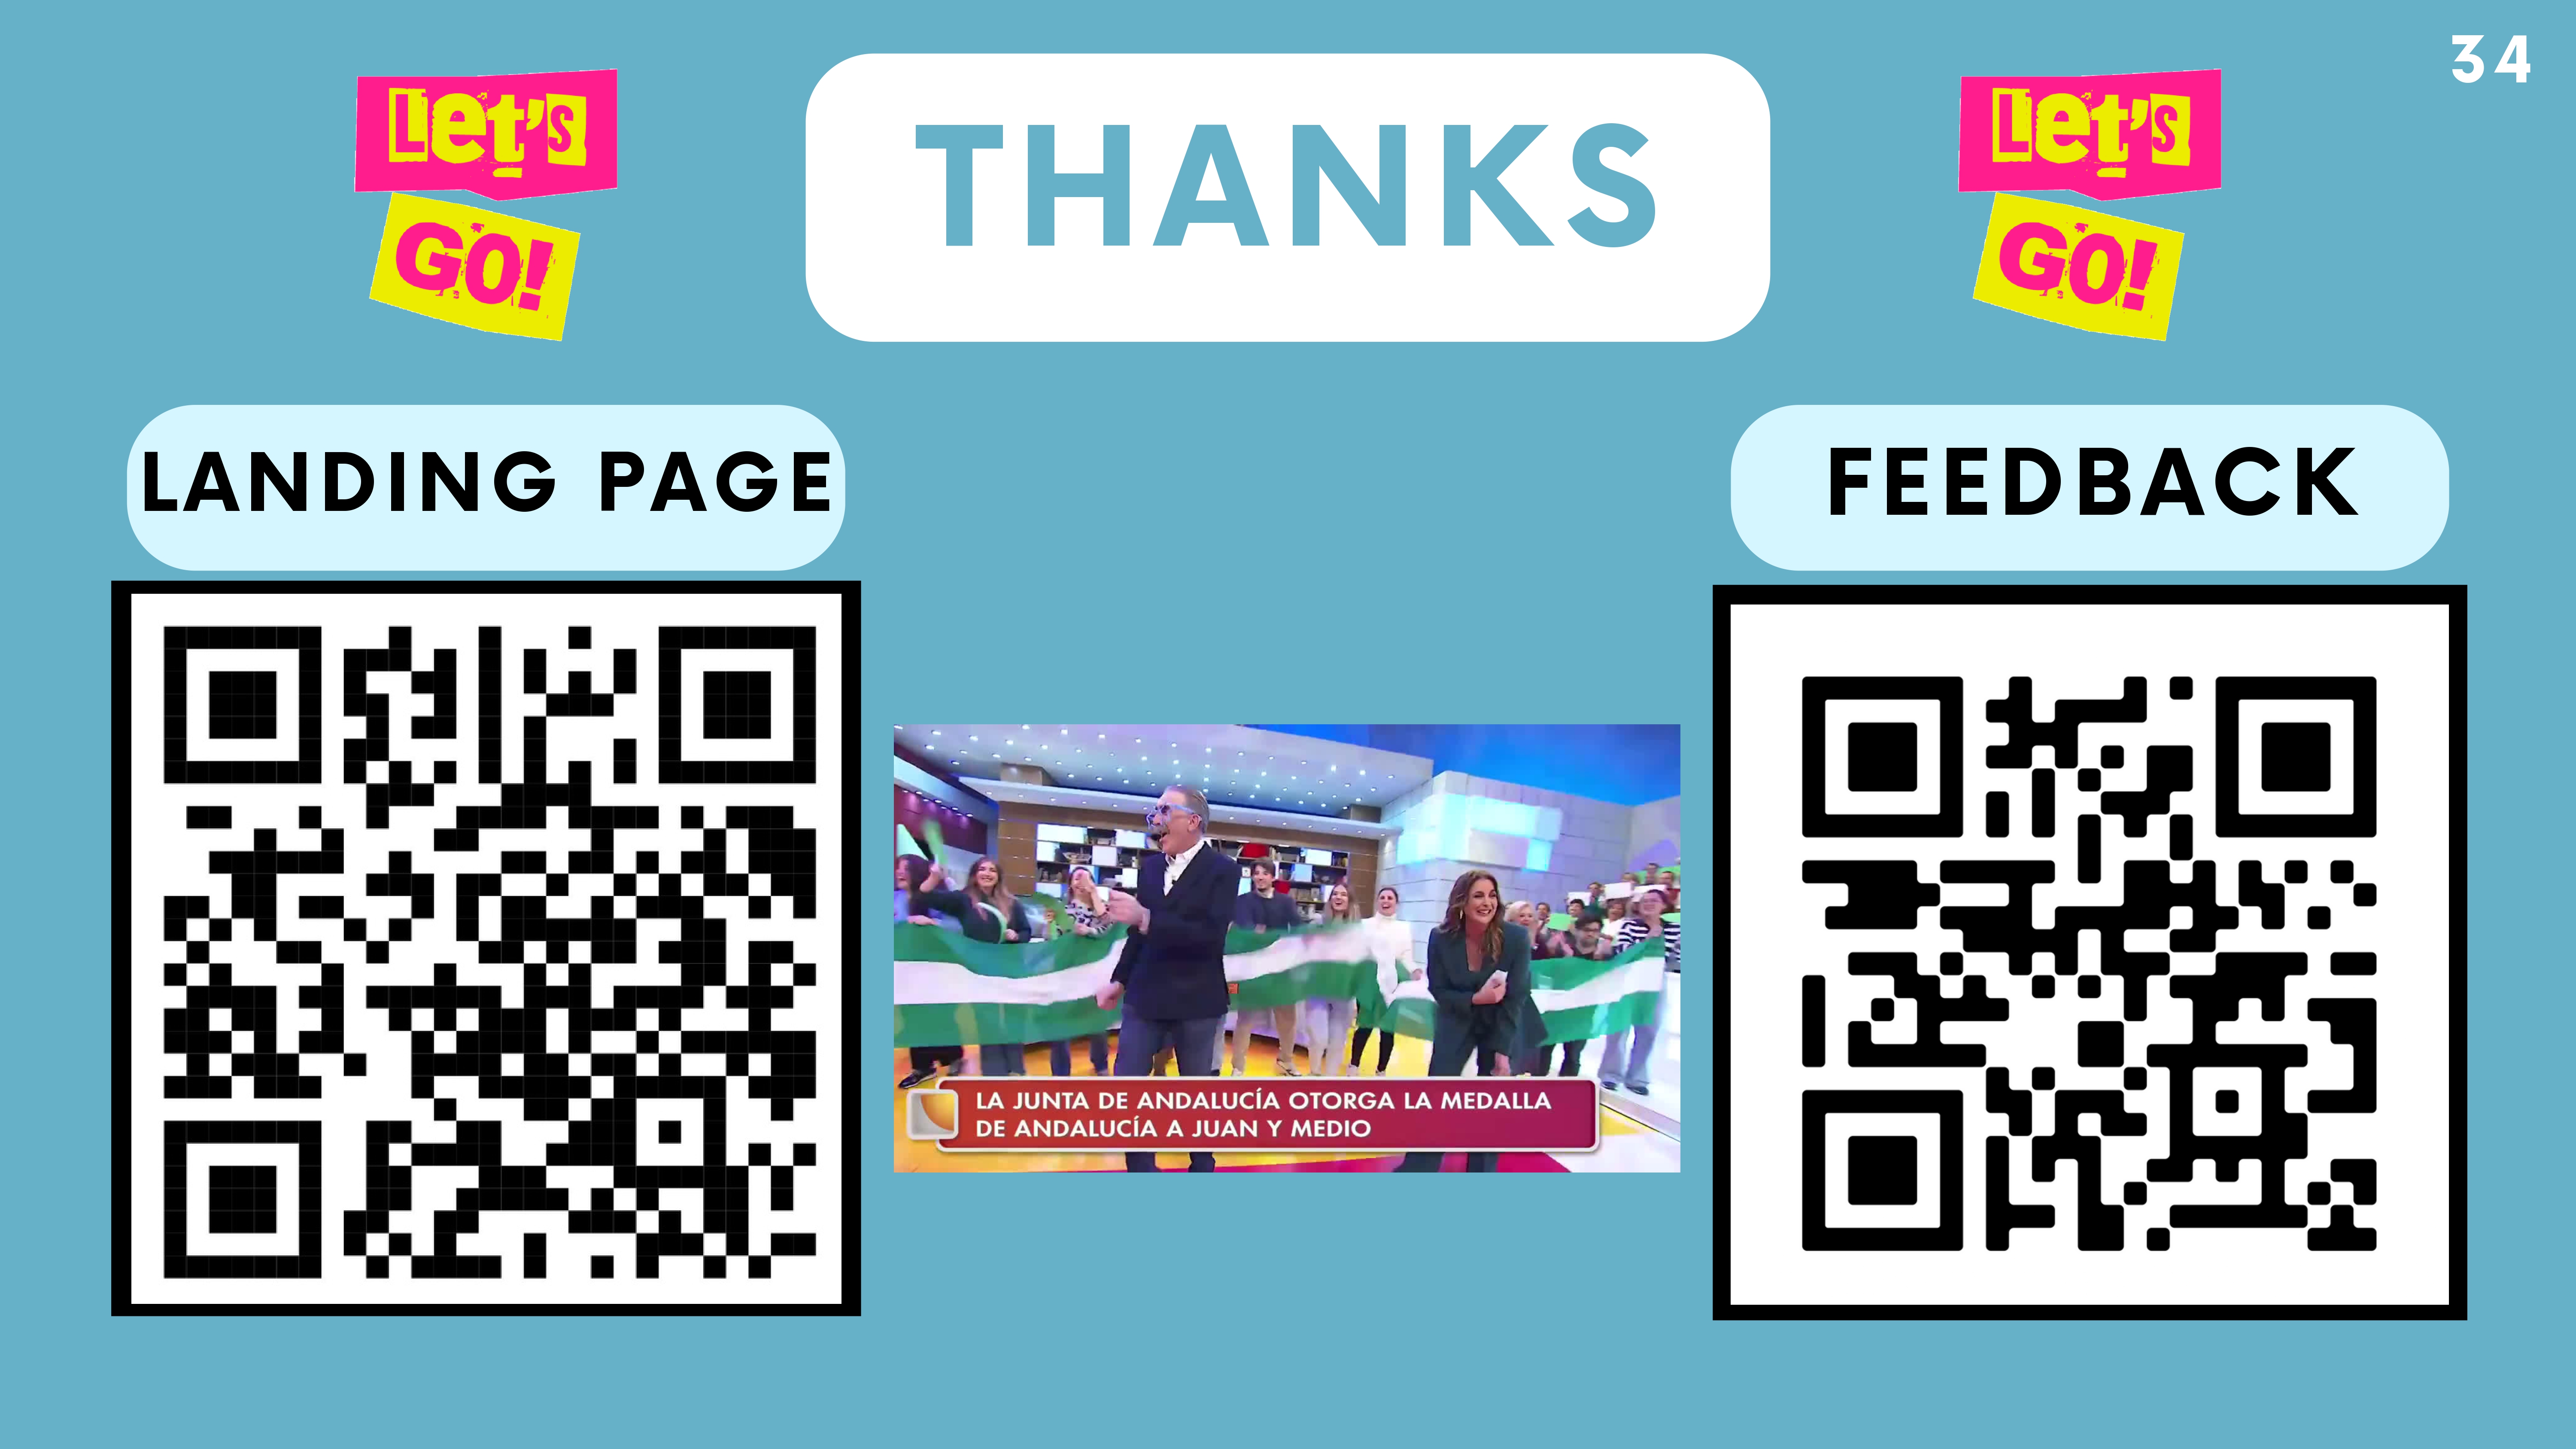 34
Let's
GO!
THANKS
Let's
GO!
LANDING PAGE
FEEDBACK
LA JUNTA DE ANDALUCÍA OTORGA LA MEDALLA
DE ANDALUCÍA A JUAN Y MEDIO